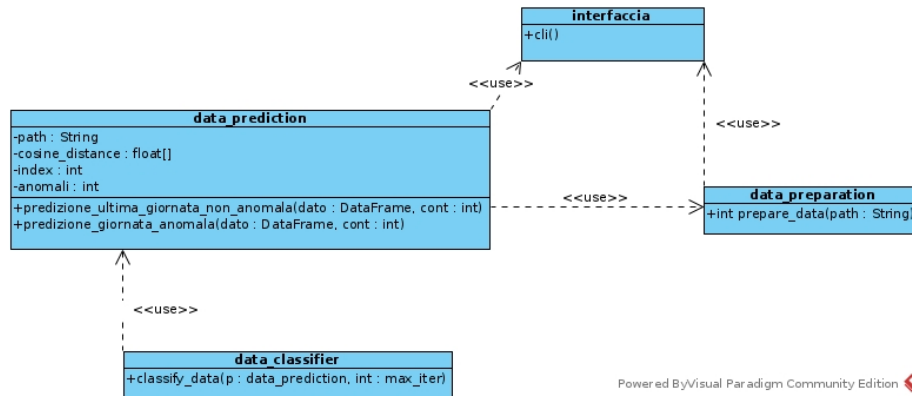 interfaccia
+cli()
<<use>>
data_prediction
-path : String
-cosine_distance : float[]
-index : int
-anomali : int
+predizione_ultima_giornata_non_anomala(dato : DataFrame, cont : int)
+predizione_giornata_anomala(dato : DataFrame, cont : int)
<<use>>
<<use>>
data_preparation
+int prepare_data(path : String)
<<use>>
data_classifier
+classify_data(p : data_prediction, int : max_iter)
Powered ByVisual Paradigm Community Edition